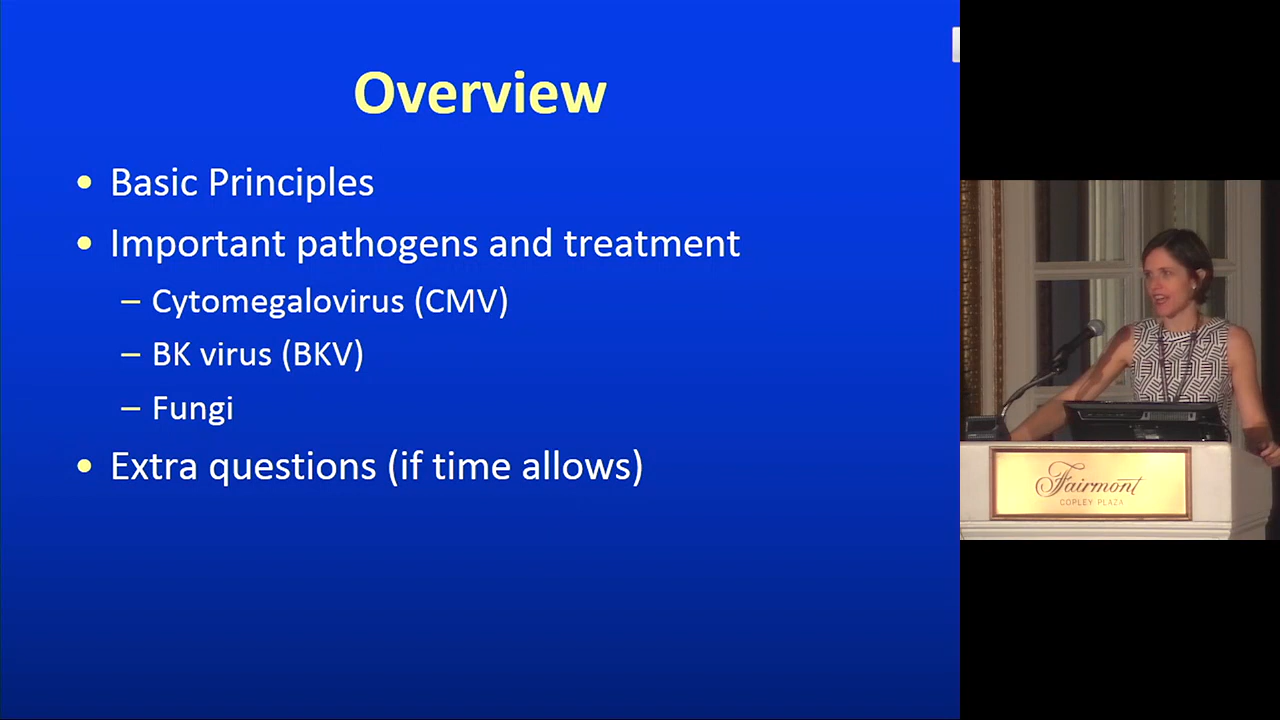 Overview
• Basic Principles
• Important pathogens and treatment
– Cytomegalovirus (CMV)
– BK virus (BKV)
– Fungi
• Extra questions (if time allows)
Fairmont
COPLEY PLAZA